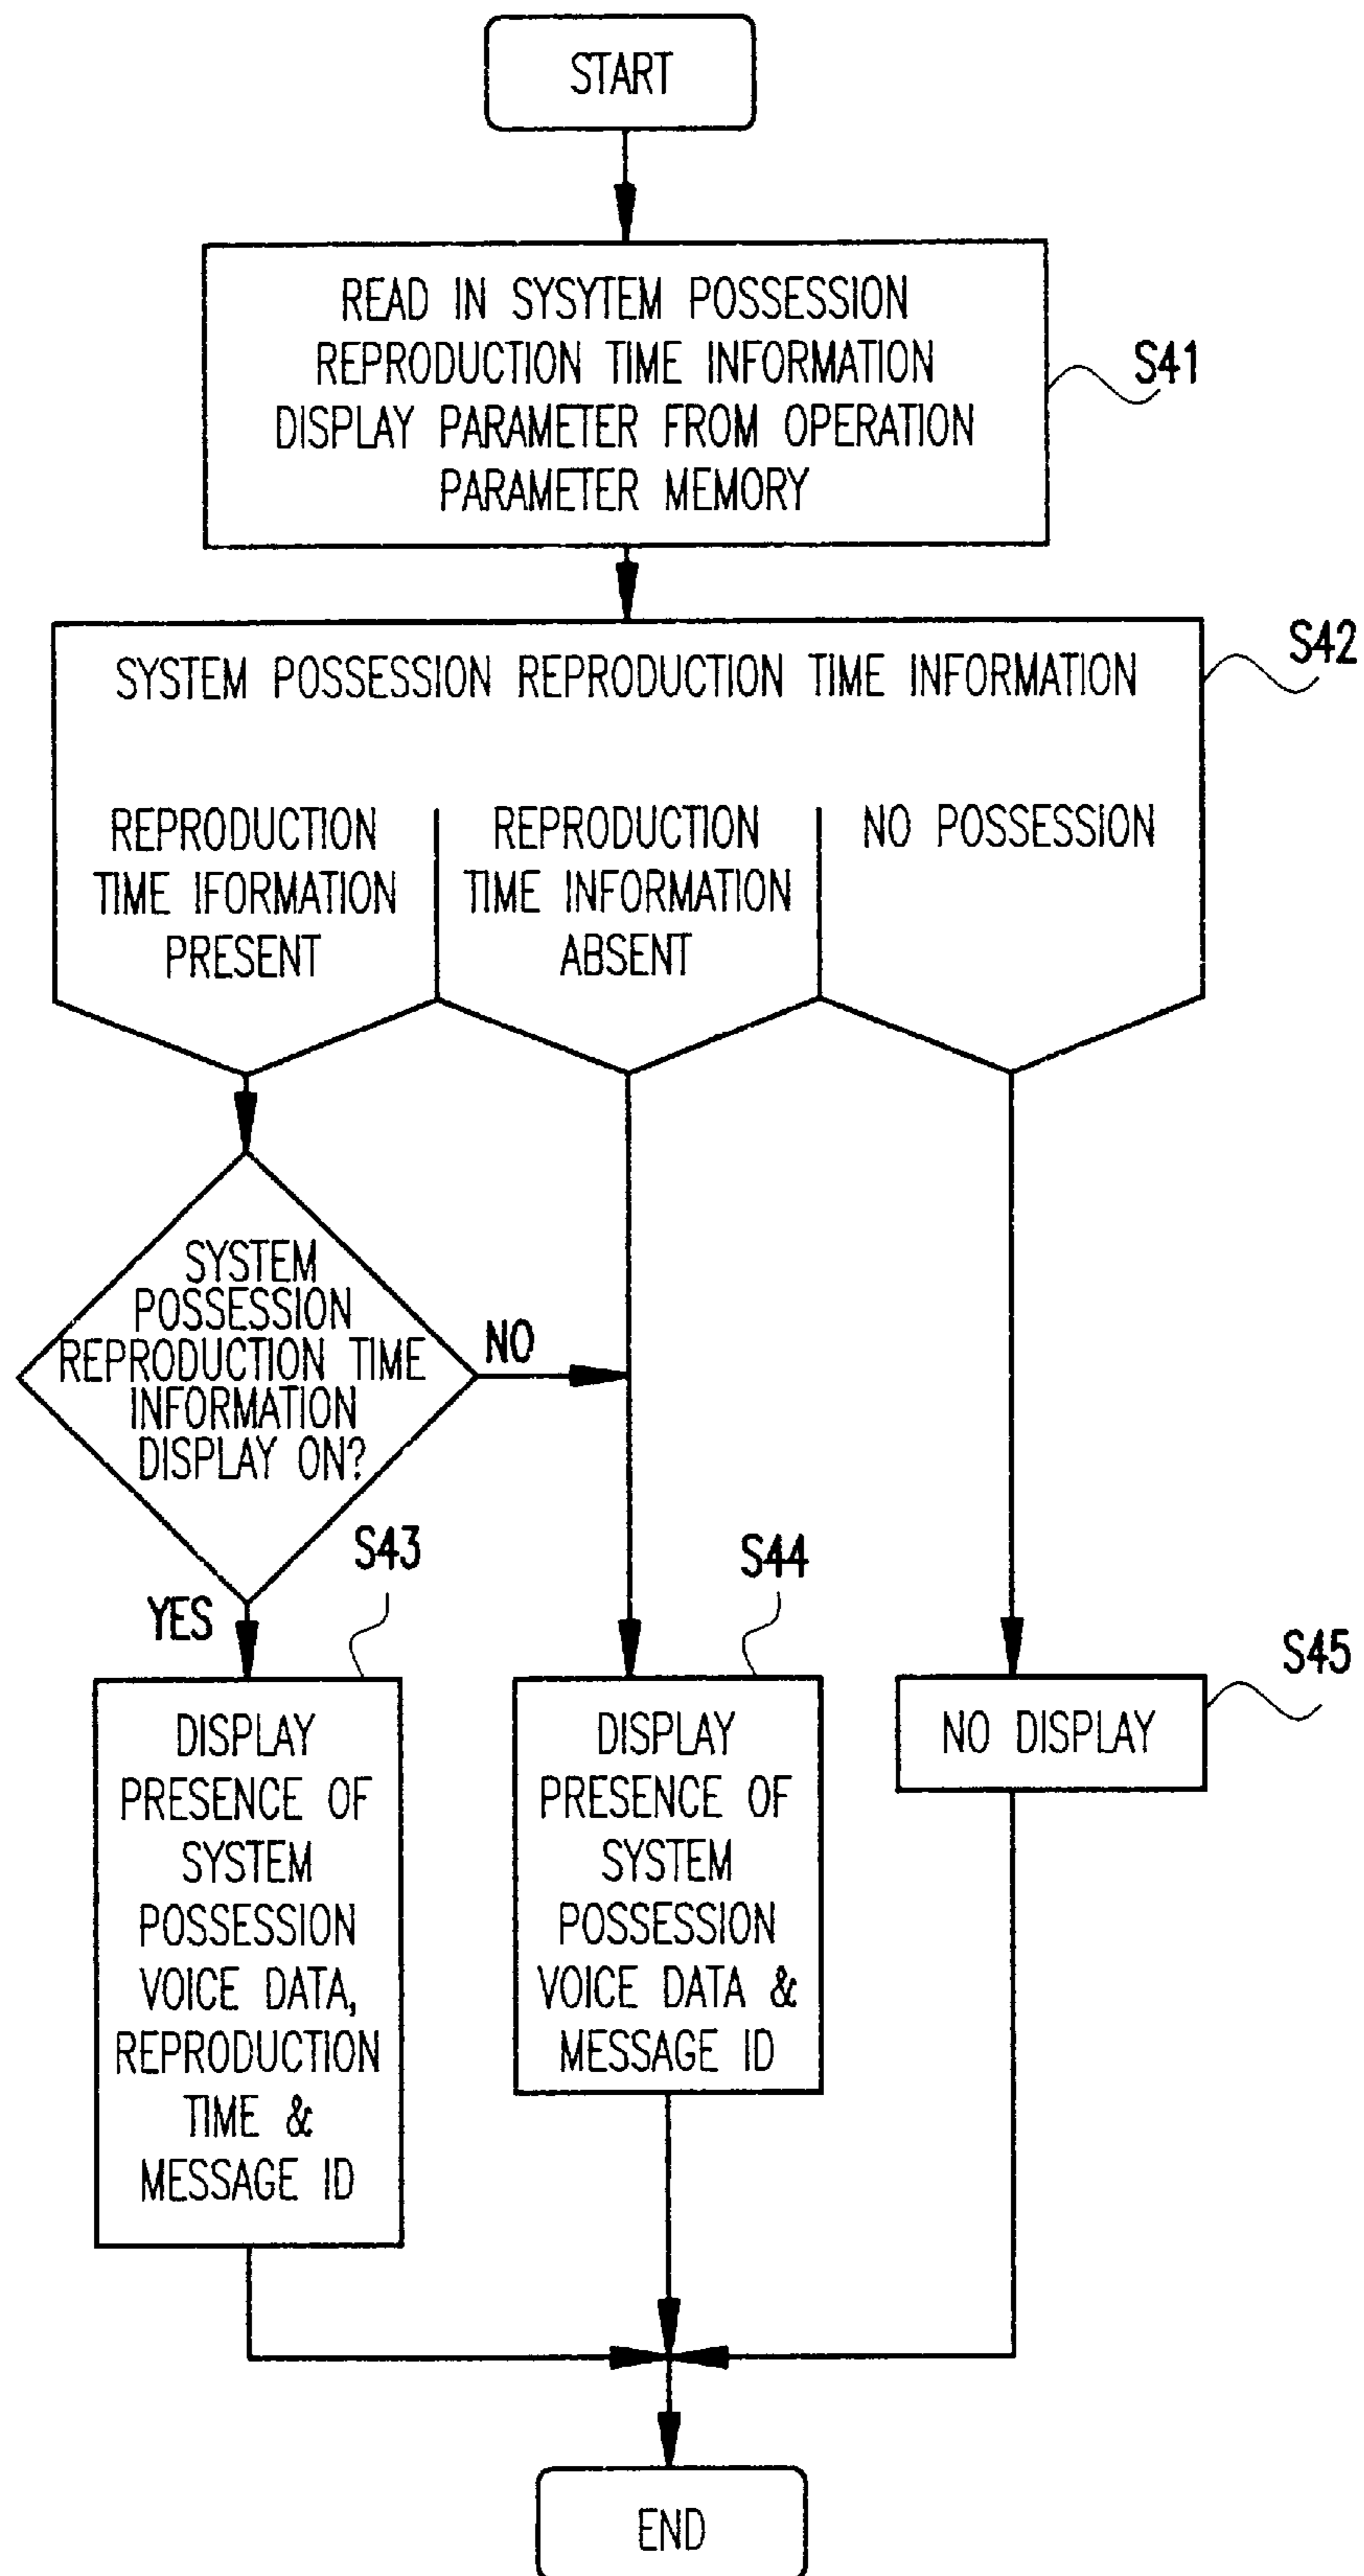 START
READ IN SYSYTEM POSSESSION
REPRODUCTION TIME INFORMATION
DISPLAY PARAMETER FROM OPERATION
PARAMETER MEMORY
S41
S42
SYSTEM POSSESSION REPRODUCTION TIME INFORMATION
REPRODUCTION
TIME IFORMATION
PRESENT
REPRODUCTION
TIME INFORMATION
ABSENT
NO POSSESSION
SYSTEM
POSSESSION
REPRODUCTION TIME
INFORMATION
DISPLAY ON?
NO
YES
S43
DISPLAY
PRESENCE OF
SYSTEM
POSSESSION
VOICE DATA,
REPRODUCTION
TIME &
MESSAGE ID
S44
DISPLAY
PRESENCE OF
SYSTEM
POSSESSION
VOICE DATA &
MESSAGE ID
S45
NO DISPLAY
END